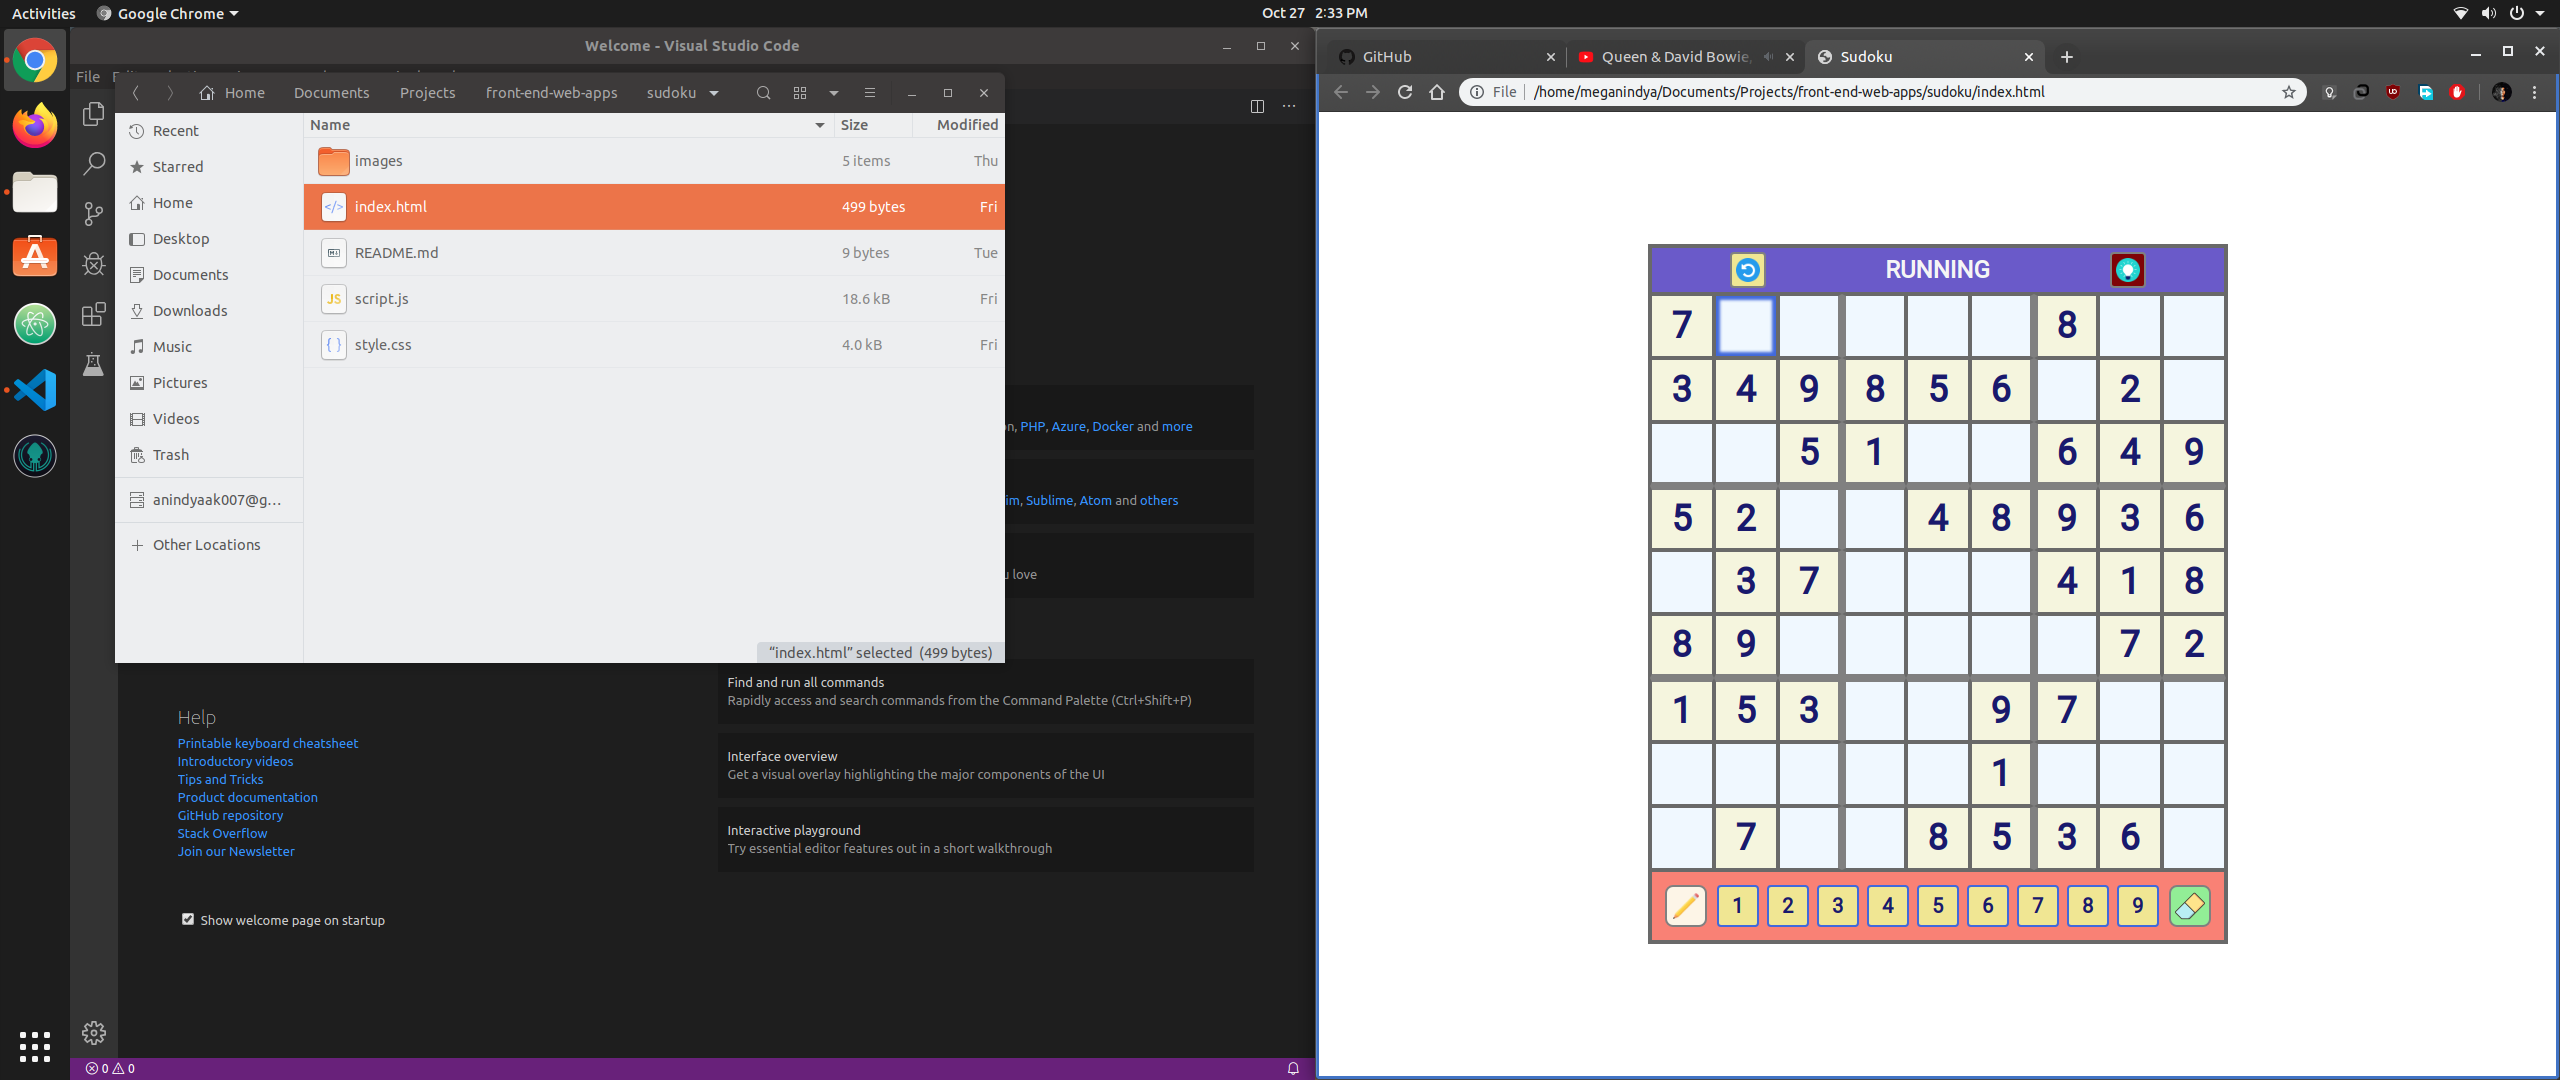 Activities Google Chrome Oct 27 2:33 PM
Welcome - Visual Studio Code
File
Home Documents Projects front-end-web-apps sudoku
Recent
Starred
Home
Desktop
Documents
Downloads
Music
Pictures
Videos
Trash
anindyaak007@g...
Other Locations
Name Size Modified
images 5 items Thu
index.html 499 bytes Fri
README.md 9 bytes Tue
script.js 18.6 kB Fri
style.css 4.0 kB Fri
"index.html" selected (499 bytes)
, PHP, Azure, Docker and more
, Sublime, Atom and others
love
Find and run all commands
Rapidly access and search commands from the Command Palette (Ctrl+Shift+P)
Interface overview
Get a visual overlay highlighting the major components of the UI
Interactive playground
Try essential editor features out in a short walkthrough
Help
Printable keyboard cheatsheet
Introductory videos
Tips and Tricks
Product documentation
GitHub repository
Stack Overflow
Join our Newsletter
Show welcome page on startup
0 0
GitHub Queen & David Bowie, Sudoku
File /home/meganindya/Documents/Projects/front-end-web-apps/sudoku/index.html
RUNNING
7 8
3 4 9 8 5 6 2
5 1 6 4 9
5 2 4 8 9 3 6
3 7 4 1 8
8 9 7 2
1 5 3 9 7
1
7 8 5 3 6
1 2 3 4 5 6 7 8 9